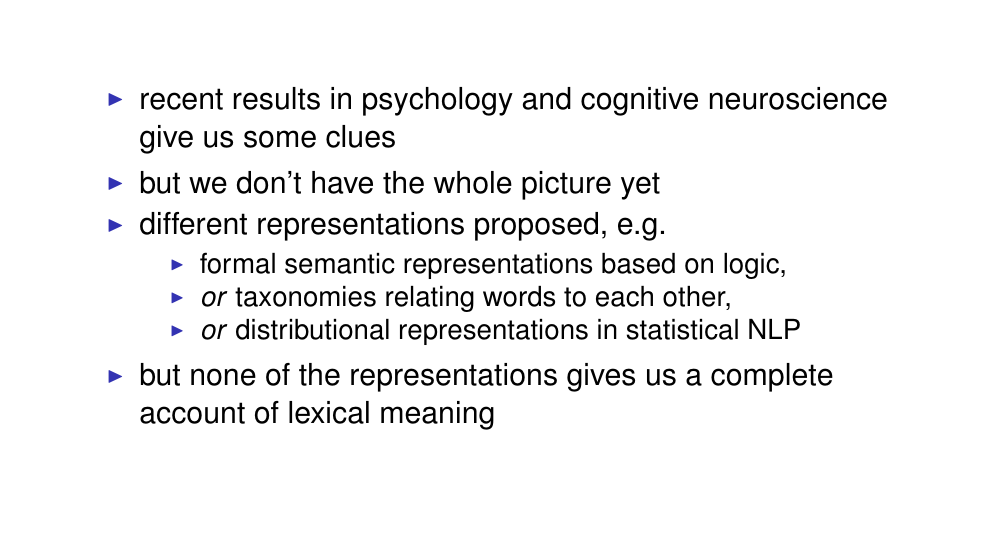 recent results in psychology and cognitive neuroscience
give us some clues
but we don't have the whole picture yet
different representations proposed, e.g.
formal semantic representations based on logic,
or taxonomies relating words to each other,
or distributional representations in statistical NLP
but none of the representations gives us a complete
account of lexical meaning